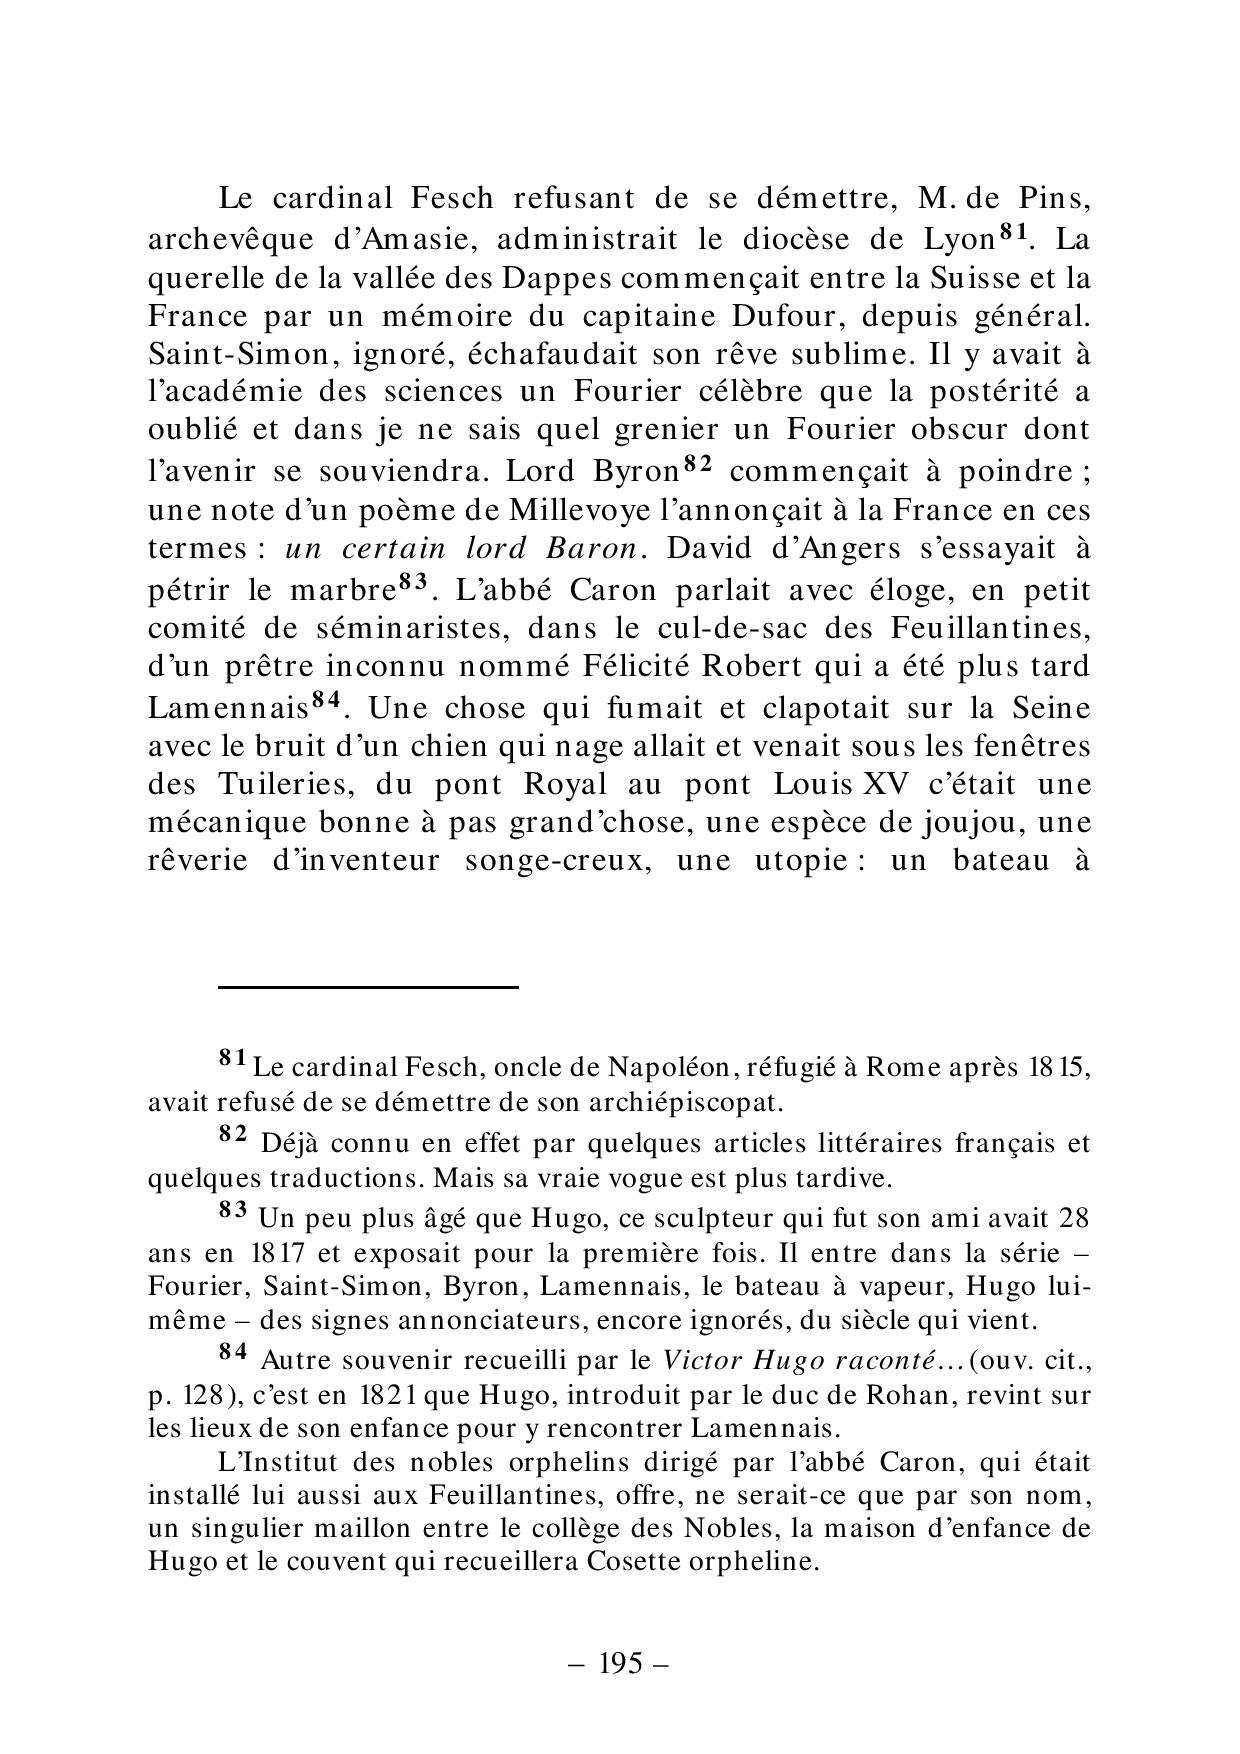 Le cardinal Fesch refusant de se démettre, M. de Pins,
archevêque d’Amasie, administrait le diocèse de Lyon81. La
querelle de la vallée des Dappes commençait entre la Suisse et la
France par un mémoire du capitaine Dufour, depuis général.
Saint-Simon, ignoré, échafaudait son rêve sublime. Il y avait à
l’académie des sciences un Fourier célèbre que la postérité a
oublié et dans je ne sais quel grenier un Fourier obscur dont
l’avenir se souviendra. Lord Byron82 commençait à poindre ;
une note d’un poème de Millevoye l’annonçait à la France en ces
termes : un certain lord Baron. David d’Angers s’essayait à
pétrir le marbre83. L’abbé Caron parlait avec éloge, en petit
comité de séminaristes, dans le cul-de-sac des Feuillantines,
d’un prêtre inconnu nommé Félicité Robert qui a été plus tard
Lamennais84. Une chose qui fumait et clapotait sur la Seine
avec le bruit d’un chien qui nage allait et venait sous les fenêtres
des Tuileries, du pont Royal au pont Louis XV c’était une
mécanique bonne à pas grand’chose, une espèce de joujou, une
rêverie d’inventeur songe-creux, une utopie : un bateau à
81 Le cardinal Fesch, oncle de Napoléon, réfugié à Rome après 1815,
avait refusé de se démettre de son archiépiscopat.
82 Déjà connu en effet par quelques articles littéraires français et
quelques traductions. Mais sa vraie vogue est plus tardive.
83 Un peu plus âgé que Hugo, ce sculpteur qui fut son ami avait 28
ans en 1817 et exposait pour la première fois. Il entre dans la série –
Fourier, Saint-Simon, Byron, Lamennais, le bateau à vapeur, Hugo lui-
même – des signes annonciateurs, encore ignorés, du siècle qui vient.
84 Autre souvenir recueilli par le Victor Hugo raconté… (ouv. cit.,
p. 128), c’est en 1821 que Hugo, introduit par le duc de Rohan, revint sur
les lieux de son enfance pour y rencontrer Lamennais.
L’Institut des nobles orphelins dirigé par l’abbé Caron, qui était
installé lui aussi aux Feuillantines, offre, ne serait-ce que par son nom,
un singulier maillon entre le collège des Nobles, la maison d’enfance de
Hugo et le couvent qui recueillera Cosette orpheline.
– 195 –